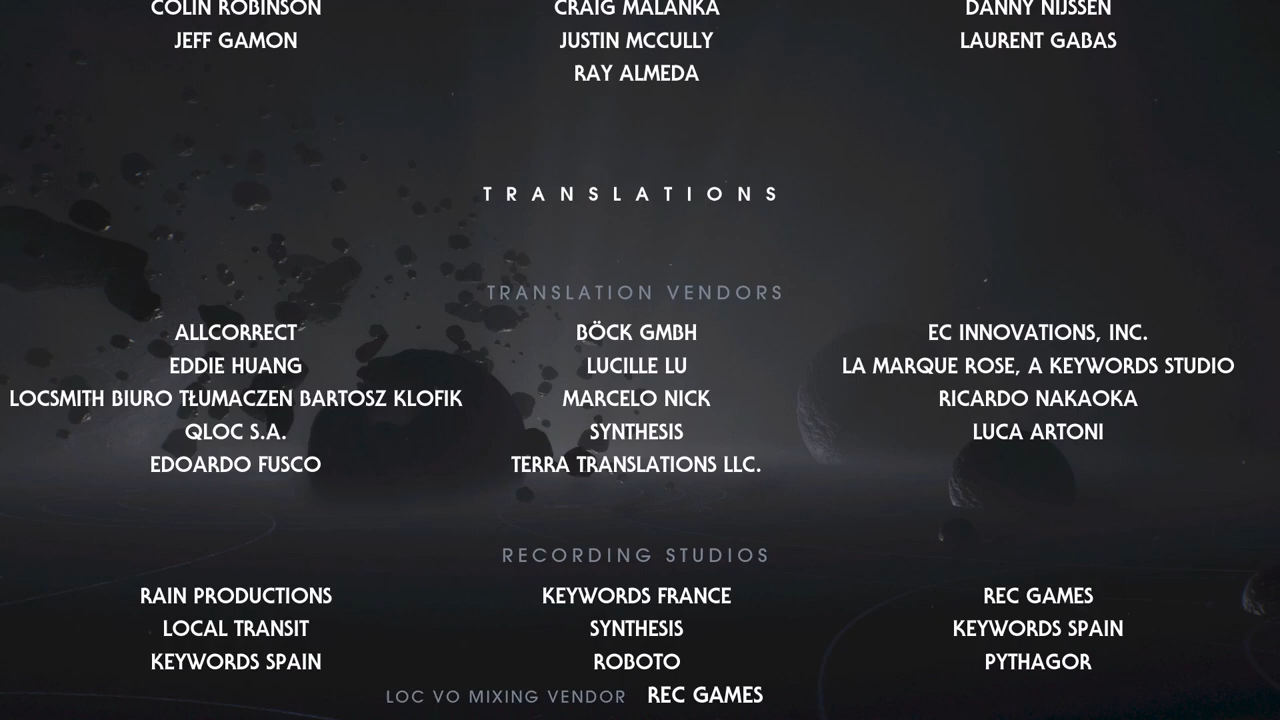 COLIN ROBINSON CRAIG MALANKA DANNY NIJSSEN
JEFF GAMON JUSTIN MCCULLY LAURENT GABAS
RAY ALMEDA
TRANSLATIONS
TRANSLATION VENDORS
ALLCORRECT BÖCK GMBH EC INNOVATIONS, INC.
EDDIE HUANG LUCILLE LU LA MARQUE ROSE, A KEYWORDS STUDIO
LOCSMITH BIURO TŁUMACZEN BARTOSZ KLOFIK MARCELO NICK RICARDO NAKAOKA
QLOC S.A. SYNTHESIS LUCA ARTONI
EDOARDO FUSCO TERRA TRANSLATIONS LLC.
RECORDING STUDIOS
RAIN PRODUCTIONS KEYWORDS FRANCE REC GAMES
LOCAL TRANSIT SYNTHESIS KEYWORDS SPAIN
KEYWORDS SPAIN ROBOTO PYTHAGOR
LOC VO MIXING VENDOR REC GAMES